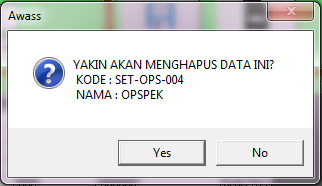 Awass
YAKIN AKAN MENGHAPUS DATA INI?
KODE : SET-OPS-004
NAMA : OPSPEK
Yes
No